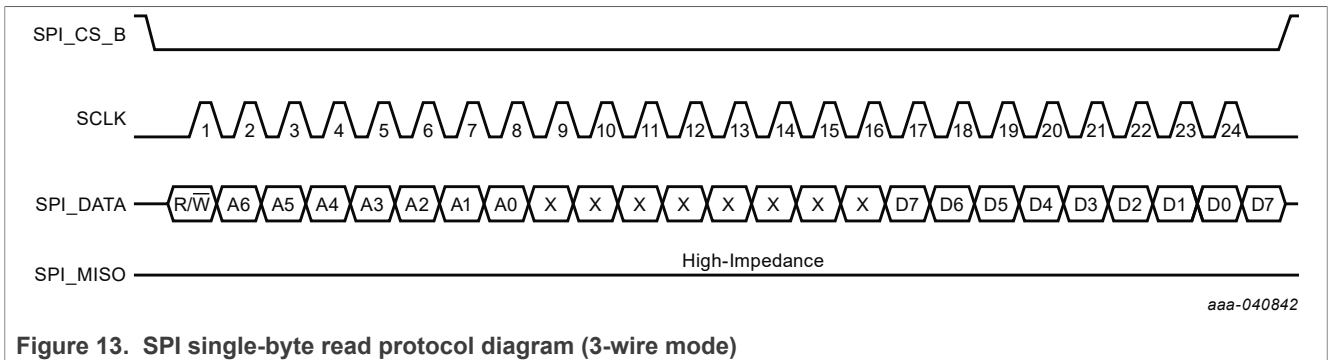 SPI_CS_B
SCLK 1 2 3 4 5 6 7 8 9 10 11 12 13 14 15 16 17 18 19 20 21 22 23 24
SPI_DATA R/W̅ A6 A5 A4 A3 A2 A1 A0 X X X X X X X X D7 D6 D5 D4 D3 D2 D1 D0 D7
SPI_MISO High-Impedance
aaa-040842
Figure 13. SPI single-byte read protocol diagram (3-wire mode)